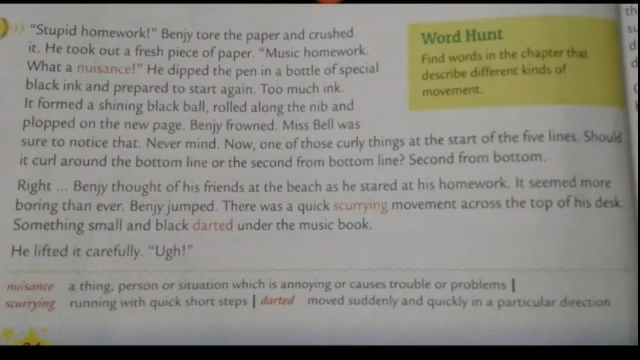 "Stupid homework!" Benjy tore the paper and crushed
it. He took out a fresh piece of paper. "Music homework.
What a nuisance!" He dipped the pen in a bottle of special
black ink and prepared to start again. Too much ink.
It formed a shining black ball, rolled along the nib and
plopped on the new page. Benjy frowned. Miss Bell was
sure to notice that. Never mind. Now, one of those curly things at the start of the five lines. Should
it curl around the bottom line or the second from bottom line? Second from bottom.
Word Hunt
Find words in the chapter that
describe different kinds of
movement.
Right ... Benjy thought of his friends at the beach as he stared at his homework. It seemed more
boring than ever. Benjy jumped. There was a quick scurrying movement across the top of his desk.
Something small and black darted under the music book.
He lifted it carefully. "Ugh!"
nuisance a thing, person or situation which is annoying or causes trouble or problems |
scurrying running with quick short steps | darted moved suddenly and quickly in a particular direction